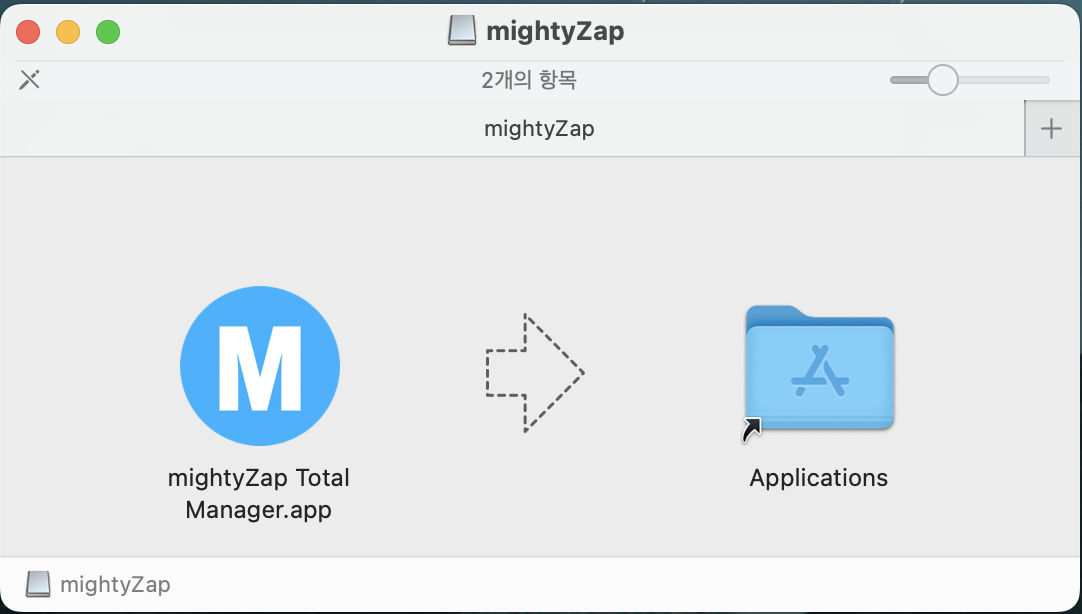 mightyZap
2개의 항목
mightyZap
M
mightyZap Total
Manager.app
Applications
mightyZap